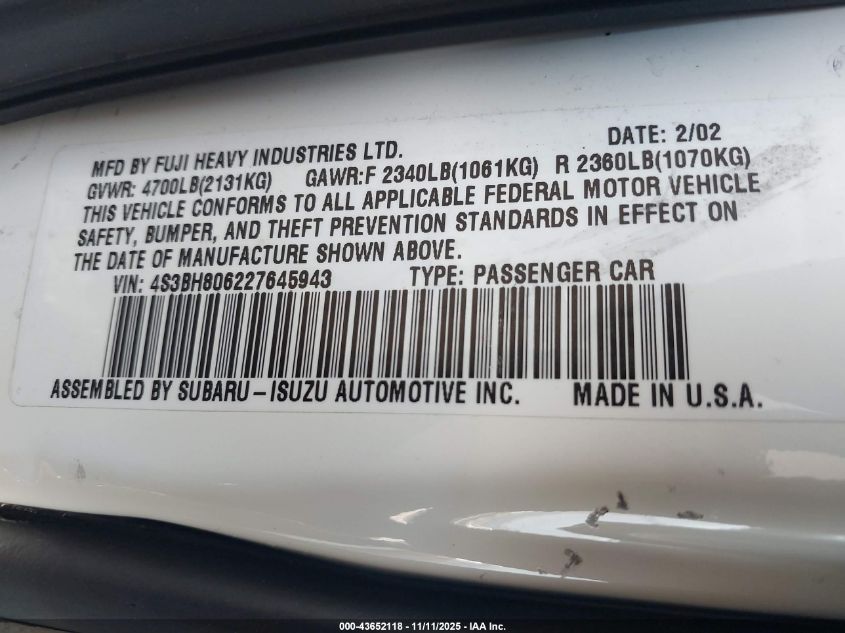 DATE: 2/02
MFD BY FUJI HEAVY INDUSTRIES LTD.
GVWR: 4700LB(2131KG) GAWR:F 2340LB(1061KG) R 2360LB(1070KG)
THIS VEHICLE CONFORMS TO ALL APPLICABLE FEDERAL MOTOR VEHICLE
SAFETY, BUMPER, AND THEFT PREVENTION STANDARDS IN EFFECT ON
THE DATE OF MANUFACTURE SHOWN ABOVE.
VIN: 4S3BH806227645943 TYPE: PASSENGER CAR
ASSEMBLED BY SUBARU-ISUZU AUTOMOTIVE INC. MADE IN U.S.A.
000-43652118 - 11/11/2025 - IAA Inc.